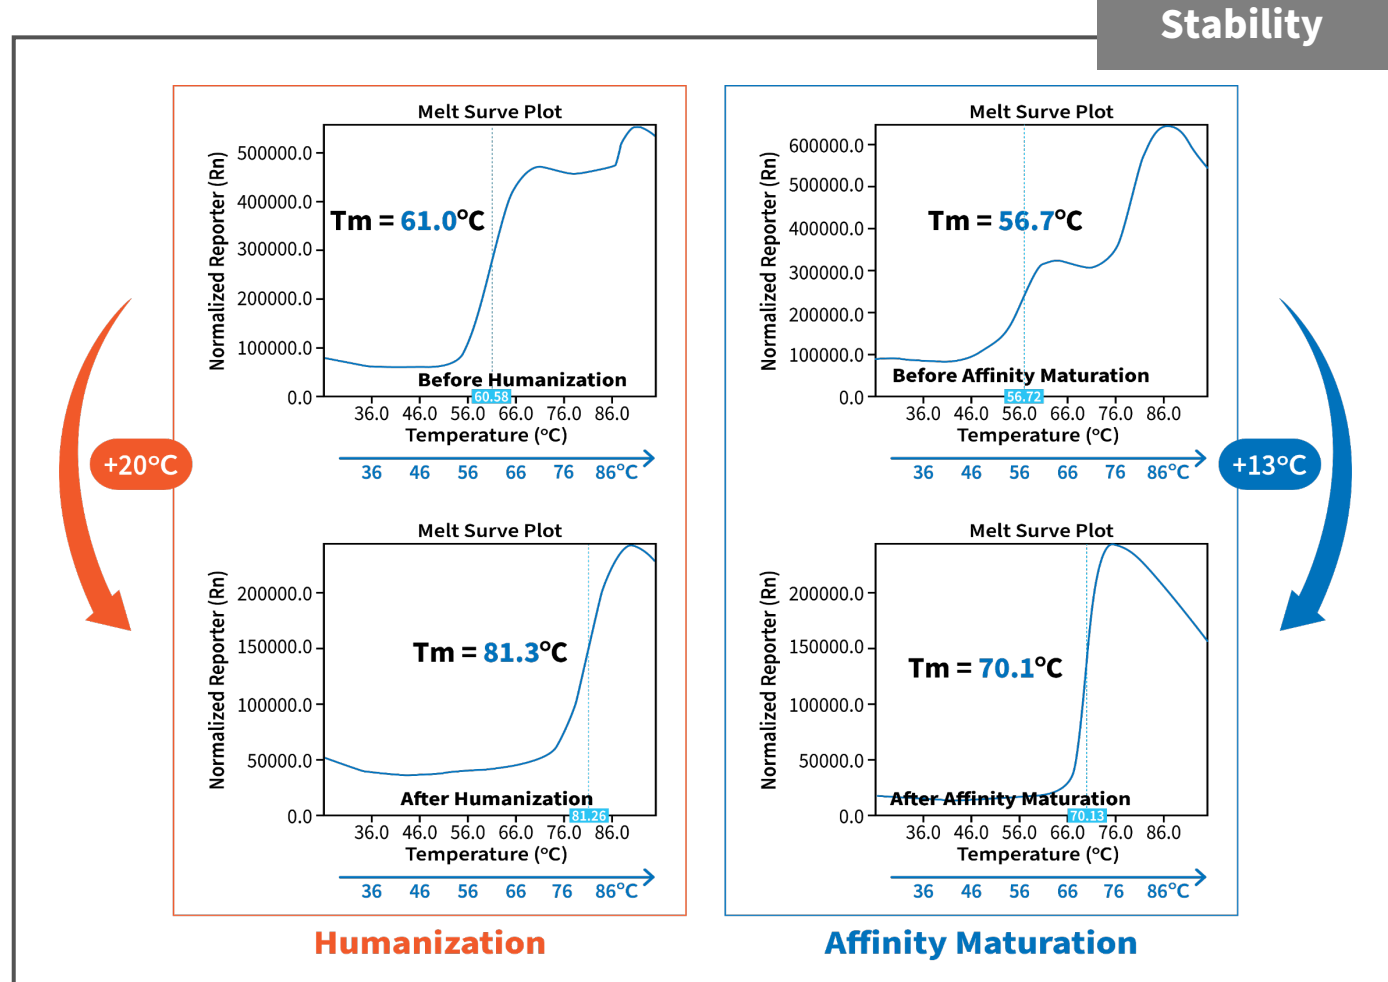 Stability
Melt Surve Plot
Normalized Reporter (Rn)
500000.0
400000.0
300000.0
200000.0
100000.0
0.0
Tm = 61.0°C
Before Humanization
60.58
36.0 46.0 56.0 66.0 76.0 86.0
Temperature (°C)
36 46 56 66 76 86°C
Melt Surve Plot
Normalized Reporter (Rn)
600000.0
500000.0
400000.0
300000.0
200000.0
100000.0
0.0
Tm = 56.7°C
Before Affinity Maturation
56.72
36.0 46.0 56.0 66.0 76.0 86.0
Temperature (°C)
36 46 56 66 76 86°C
+20°C
+13°C
Melt Surve Plot
Normalized Reporter (Rn)
200000.0
150000.0
100000.0
50000.0
0.0
Tm = 81.3°C
After Humanization
81.26
36.0 46.0 56.0 66.0 76.0 86.0
Temperature (°C)
36 46 56 66 76 86°C
Melt Surve Plot
Normalized Reporter (Rn)
200000.0
150000.0
100000.0
50000.0
0.0
Tm = 70.1°C
After Affinity Maturation
70.13
36.0 46.0 56.0 66.0 76.0 86.0
Temperature (°C)
36 46 56 66 76 86°C
Humanization
Affinity Maturation